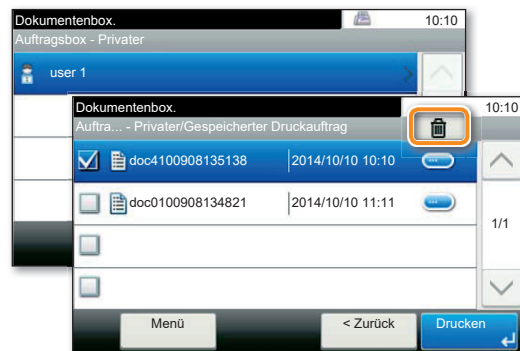 Dokumentenbox. 10:10
Auftragsbox - Privater
user 1
Dokumentenbox. 10:10
Auftra... - Privater/Gespeicherter Druckauftrag
doc4100908135138 2014/10/10 10:10
doc0100908134821 2014/10/10 11:11
1/1
Menü < Zurück Drucken